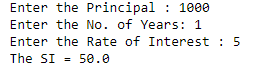 Enter the Principal : 1000
Enter the No. of Years: 1
Enter the Rate of Interest : 5
The SI = 50.0